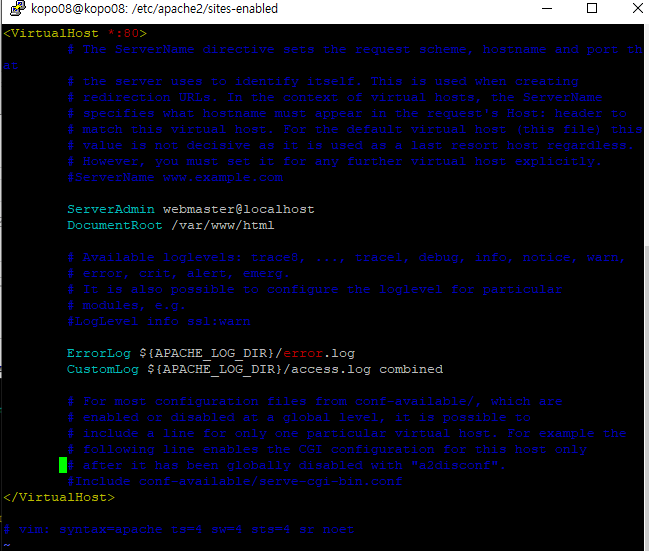 kopo08@kopo08: /etc/apache2/sites-enabled
<VirtualHost *:80>
# The ServerName directive sets the request scheme, hostname and port th
at
# the server uses to identify itself. This is used when creating
# redirection URLs. In the context of virtual hosts, the ServerName
# specifies what hostname must appear in the request's Host: header to
# match this virtual host. For the default virtual host (this file) this
# value is not decisive as it is used as a last resort host regardless.
# However, you must set it for any further virtual host explicitly.
#ServerName www.example.com
ServerAdmin webmaster@localhost
DocumentRoot /var/www/html
# Available loglevels: trace8, ..., trace1, debug, info, notice, warn,
# error, crit, alert, emerg.
# It is also possible to configure the loglevel for particular
# modules, e.g.
#LogLevel info ssl:warn
ErrorLog ${APACHE_LOG_DIR}/error.log
CustomLog ${APACHE_LOG_DIR}/access.log combined
# For most configuration files from conf-available/, which are
# enabled or disabled at a global level, it is possible to
# include a line for only one particular virtual host. For example the
# following line enables the CGI configuration for this host only
# after it has been globally disabled with "a2disconf".
#Include conf-available/serve-cgi-bin.conf
</VirtualHost>
# vim: syntax=apache ts=4 sw=4 sts=4 sr noet
~